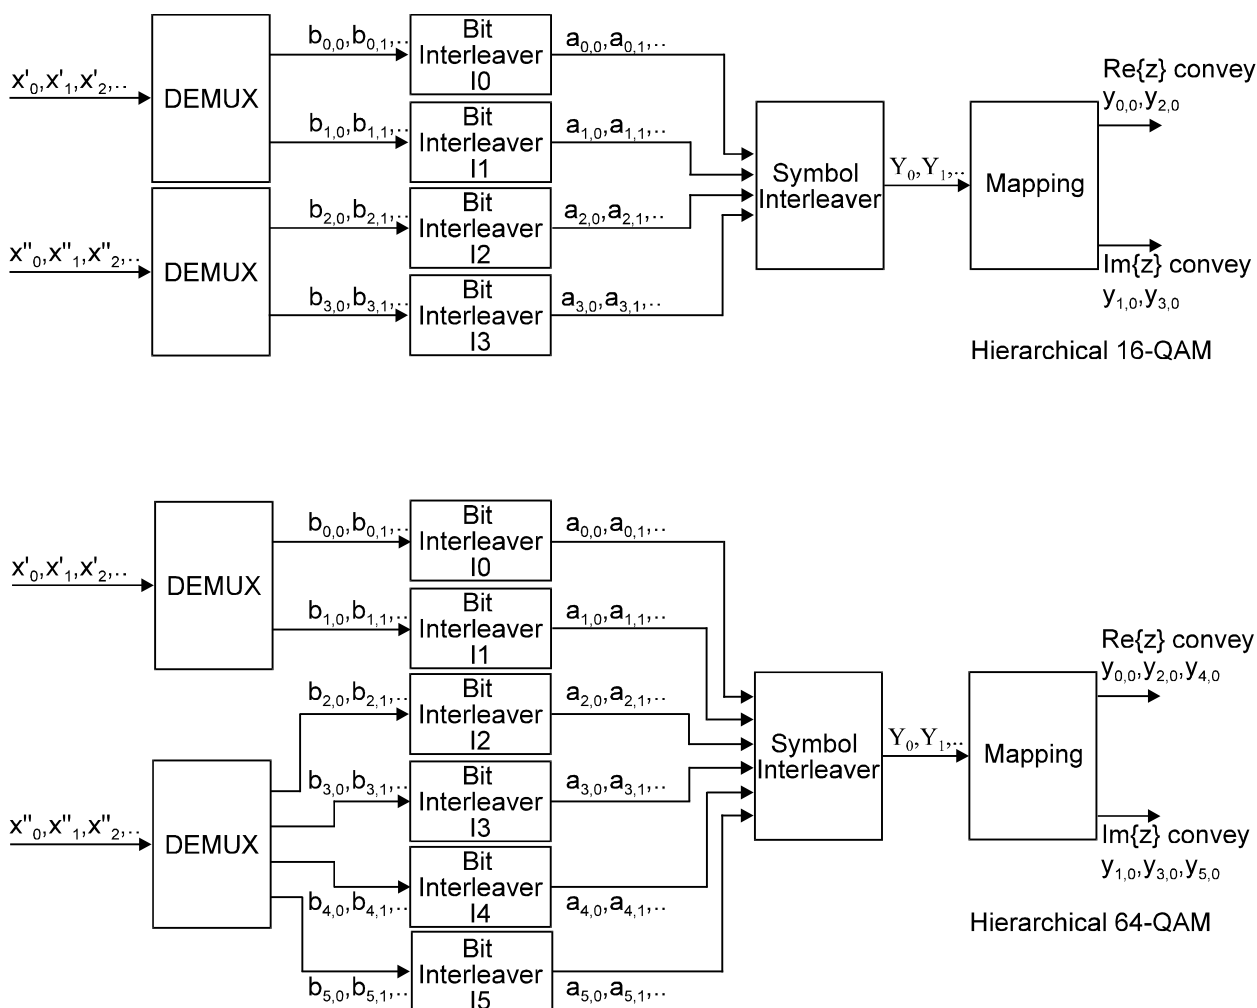 b0,0,b0,1,..
Bit
Interleaver
I0
a0,0,a0,1,..
x'0,x'1,x'2,..
DEMUX
b1,0,b1,1,..
Bit
Interleaver
I1
a1,0,a1,1,..
b2,0,b2,1,..
Bit
Interleaver
I2
a2,0,a2,1,..
x"0,x"1,x"2,..
DEMUX
b3,0,b3,1,..
Bit
Interleaver
I3
a3,0,a3,1,..
Symbol
Interleaver
Y0,Y1,..
Mapping
Re{z} convey
y0,0,y2,0
Im{z} convey
y1,0,y3,0
Hierarchical 16-QAM
b0,0,b0,1,..
Bit
Interleaver
I0
a0,0,a0,1,..
x'0,x'1,x'2,..
DEMUX
b1,0,b1,1,..
Bit
Interleaver
I1
a1,0,a1,1,..
b2,0,b2,1,..
Bit
Interleaver
I2
a2,0,a2,1,..
x"0,x"1,x"2,..
DEMUX
b3,0,b3,1,..
Bit
Interleaver
I3
a3,0,a3,1,..
b4,0,b4,1,..
Bit
Interleaver
I4
a4,0,a4,1,..
b5,0,b5,1,..
Bit
Interleaver
I5
a5,0,a5,1,..
Symbol
Interleaver
Y0,Y1,..
Mapping
Re{z} convey
y0,0,y2,0,y4,0
Im{z} convey
y1,0,y3,0,y5,0
Hierarchical 64-QAM